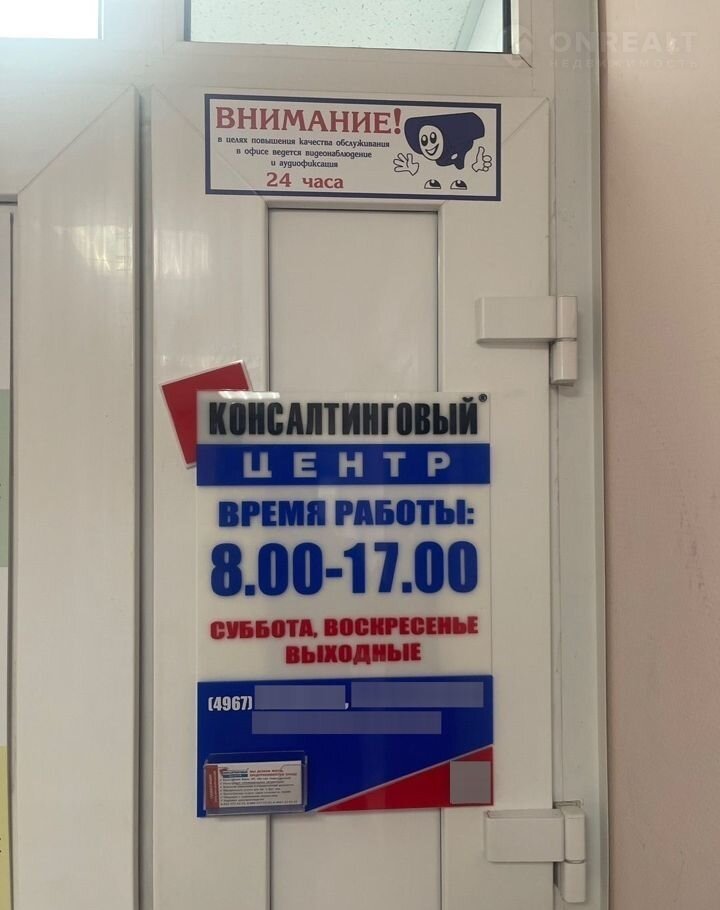 ONREALT
НЕДВИЖИМОСТЬ
ВНИМАНИЕ!
в целях повышения качества обслуживания
в офисе ведется видеонаблюдение
и аудиофиксация
24 часа
КОНСАЛТИНГОВЫЙ®
ЦЕНТР
ВРЕМЯ РАБОТЫ:
8.00-17.00
СУББОТА, ВОСКРЕСЕНЬЕ
ВЫХОДНЫЕ
(4967) ,